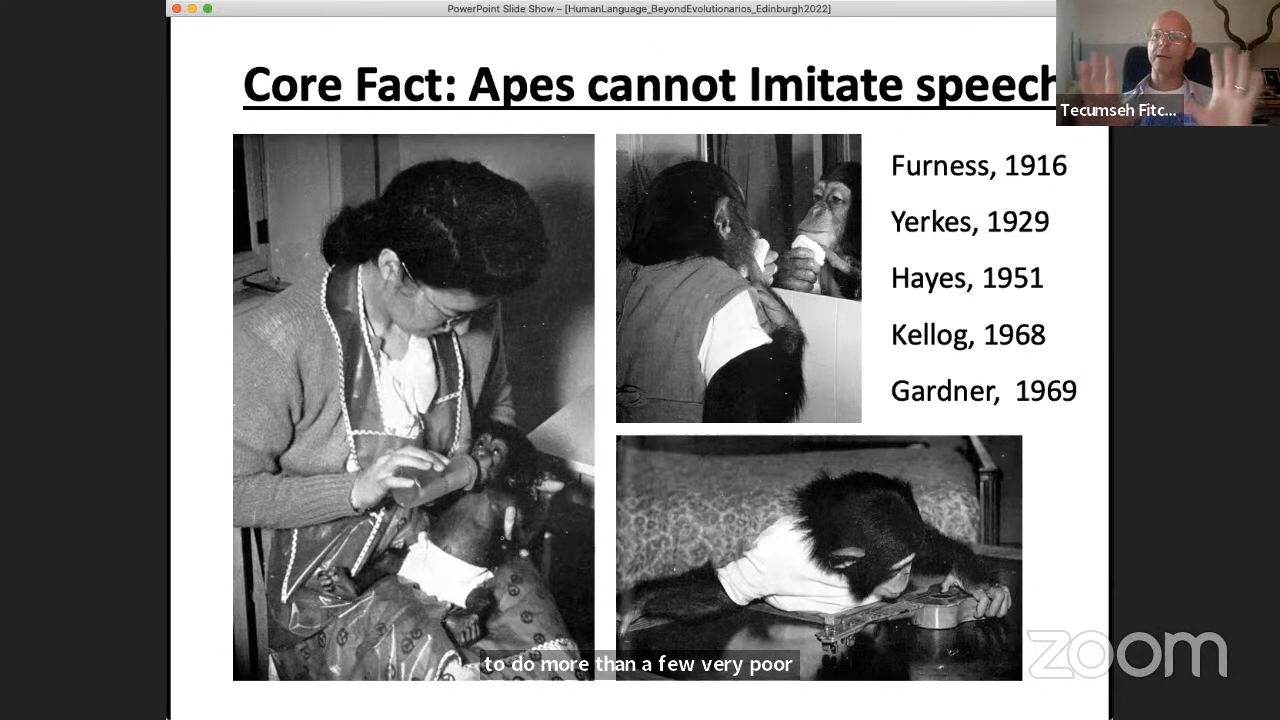 PowerPoint Slide Show – [HumanLanguage_BeyondEvolutionarios_Edinburgh2022]
Core Fact: Apes cannot Imitate speech
Tecumseh Fitc...
Furness, 1916
Yerkes, 1929
Hayes, 1951
Kellog, 1968
Gardner, 1969
to do more than a few very poor
zoom